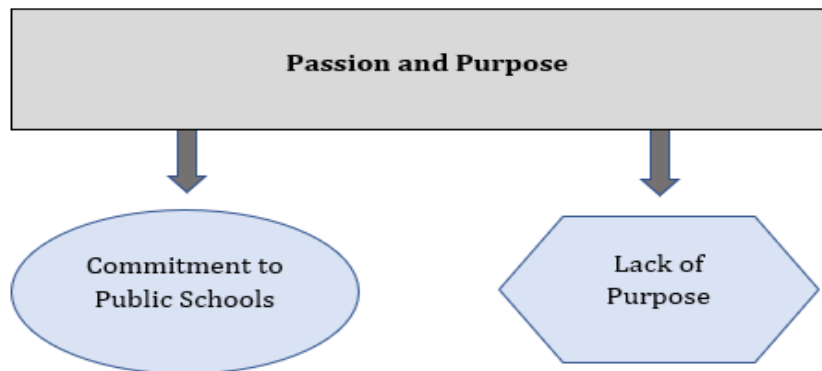 Passion and Purpose
Commitment to
Public Schools
Lack of
Purpose